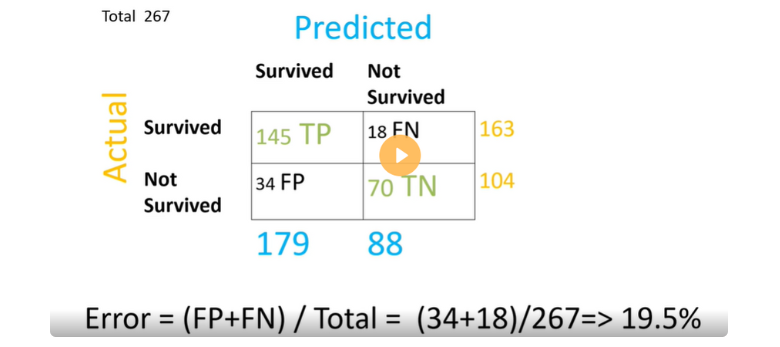 Total 267
Predicted
Survived Not
Survived
Actual
Survived 145 TP 18 FN 163
Not
Survived 34 FP 70 TN 104
179 88
Error = (FP+FN) / Total = (34+18)/267=> 19.5%